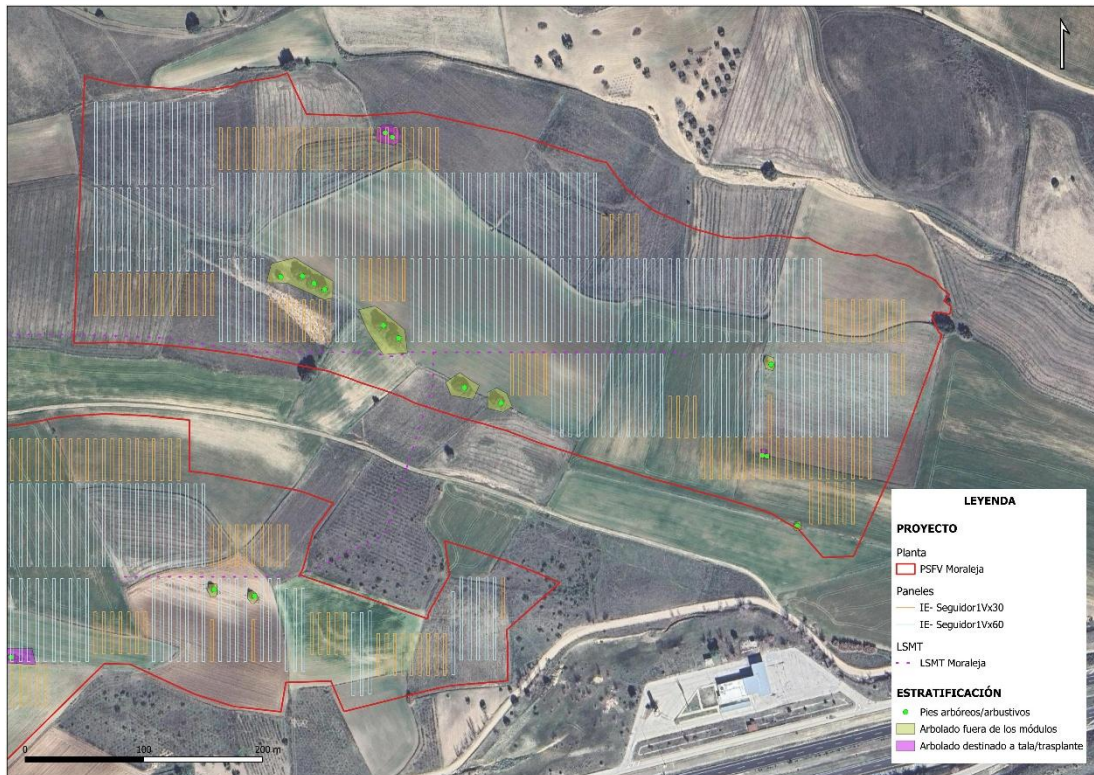 LEYENDA
PROYECTO
Planta
PSFV Moraleja
Paneles
IE- Seguidor1Vx30
IE- Seguidor1Vx60
LSMT
LSMT Moraleja
ESTRATIFICACIÓN
Pies arbóreos/arbustivos
Arbolado fuera de los módulos
Arbolado destinado a tala/trasplante
0 100 200 m